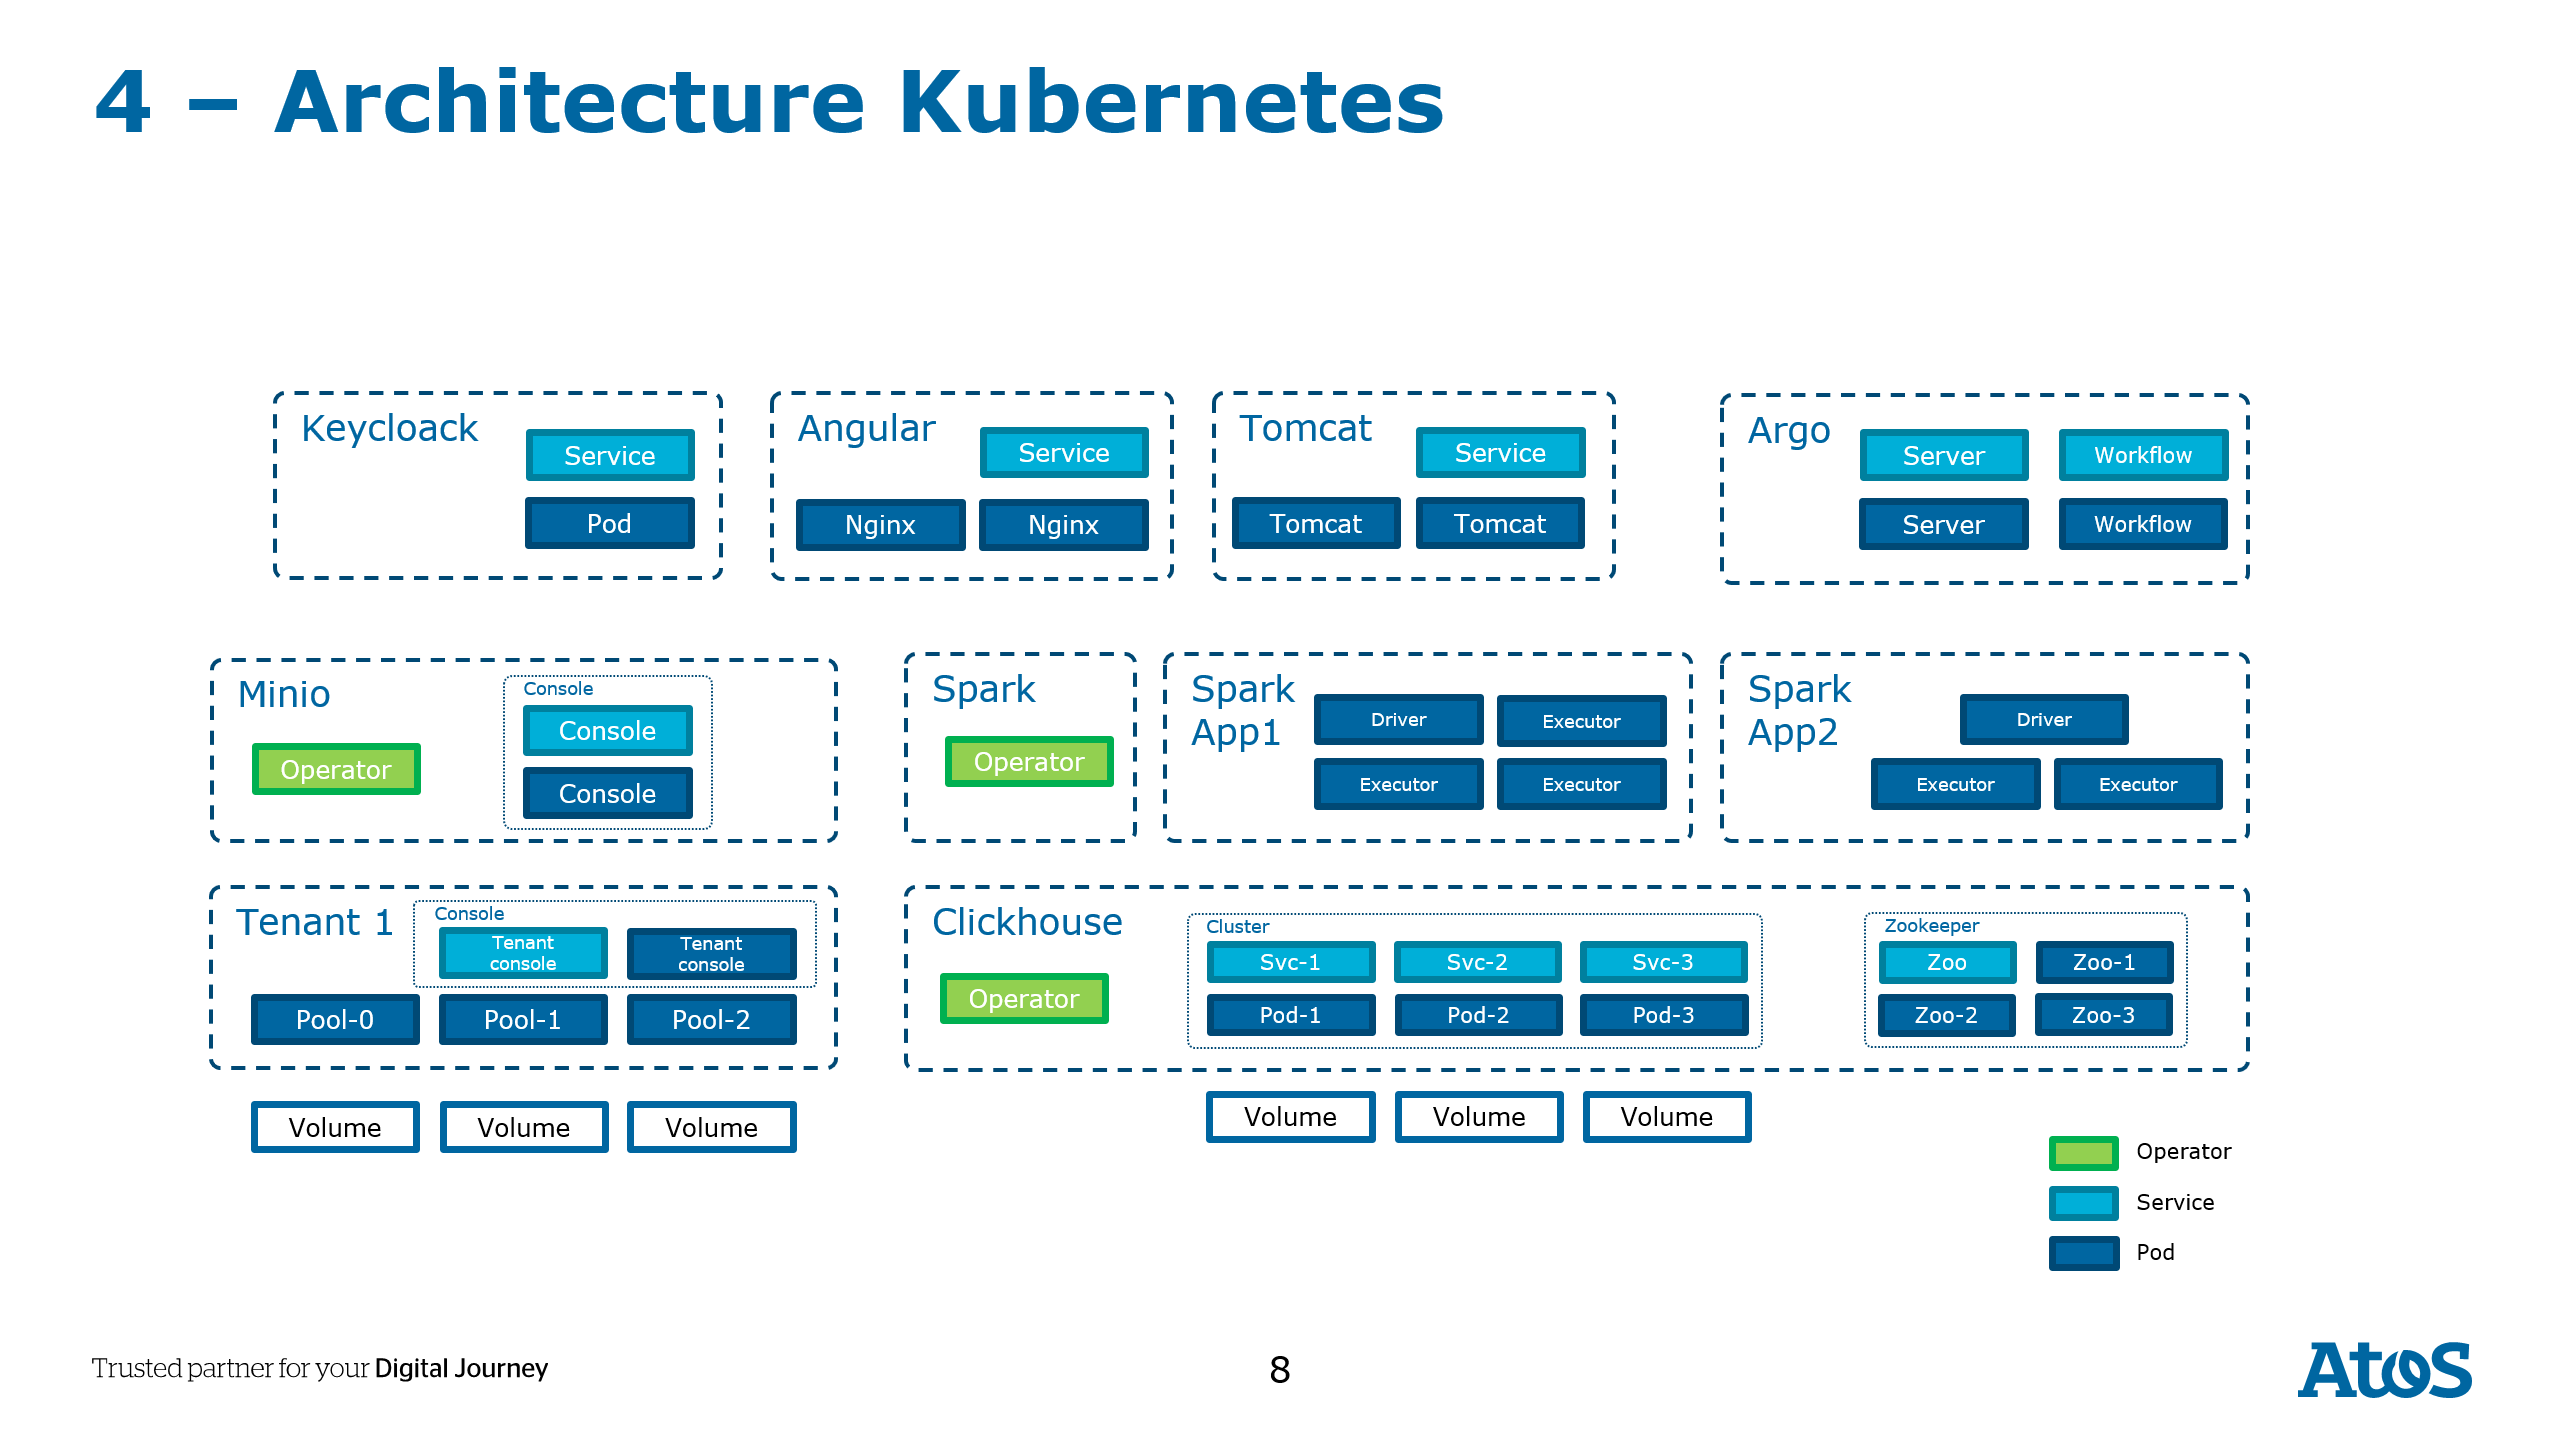 4 – Architecture Kubernetes
Keycloack
Service
Pod
Angular
Service
Nginx
Nginx
Tomcat
Service
Tomcat
Tomcat
Argo
Server
Workflow
Server
Workflow
Minio
Operator
Console
Console
Console
Spark
Operator
Spark
App1
Driver
Executor
Executor
Executor
Spark
App2
Driver
Executor
Executor
Tenant 1
Console
Tenant
console
Tenant
console
Pool-0
Pool-1
Pool-2
Volume
Volume
Volume
Clickhouse
Operator
Cluster
Svc-1
Svc-2
Svc-3
Pod-1
Pod-2
Pod-3
Zookeeper
Zoo
Zoo-1
Zoo-2
Zoo-3
Volume
Volume
Volume
Operator
Service
Pod
Trusted partner for your Digital Journey
8
Atos